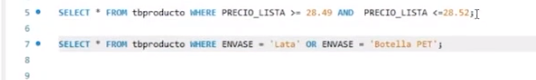 5 SELECT * FROM tbproducto WHERE PRECIO_LISTA >= 28.49 AND PRECIO_LISTA <=28.52;
6
7 SELECT * FROM tbproducto WHERE ENVASE = 'Lata' OR ENVASE = 'Botella PET';
8
9